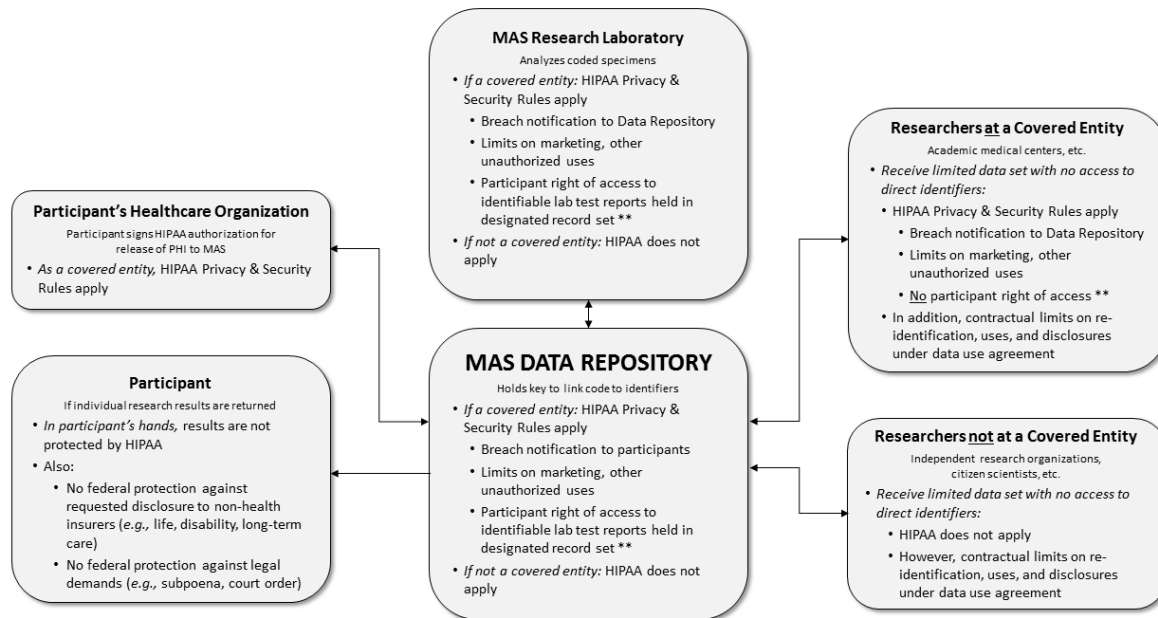 MAS Research Laboratory
Analyzes coded specimens
• If a covered entity: HIPAA Privacy &
Security Rules apply
• Breach notification to Data Repository
• Limits on marketing, other
unauthorized uses
• Participant right of access to
identifiable lab test reports held in
designated record set **
• If not a covered entity: HIPAA does not
apply
Participant's Healthcare Organization
Participant signs HIPAA authorization for
release of PHI to MAS
• As a covered entity, HIPAA Privacy & Security
Rules apply
Participant
If individual research results are returned
• In participant's hands, results are not
protected by HIPAA
• Also:
• No federal protection against
requested disclosure to non-health
insurers (e.g., life, disability, long-term
care)
• No federal protection against legal
demands (e.g., subpoena, court order)
MAS DATA REPOSITORY
Holds key to link code to identifiers
• If a covered entity: HIPAA Privacy &
Security Rules apply
• Breach notification to participants
• Limits on marketing, other
unauthorized uses
• Participant right of access to
identifiable lab test reports held in
designated record set **
• If not a covered entity: HIPAA does not
apply
Researchers at a Covered Entity
Academic medical centers, etc.
• Receive limited data set with no access to
direct identifiers:
• HIPAA Privacy & Security Rules apply
• Breach notification to Data Repository
• Limits on marketing, other
unauthorized uses
• No participant right of access **
• In addition, contractual limits on re-
identification, uses, and disclosures
under data use agreement
Researchers not at a Covered Entity
Independent research organizations,
citizen scientists, etc.
• Receive limited data set with no access to
direct identifiers:
• HIPAA does not apply
• However, contractual limits on re-
identification, uses, and disclosures
under data use agreement